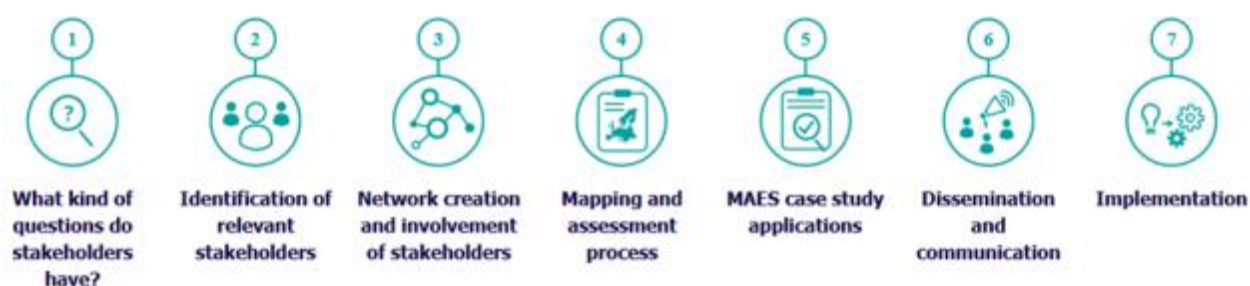 1
2
3
4
5
6
7
?
What kind of
questions do
stakeholders
have?
Identification of
relevant
stakeholders
Network creation
and involvement
of stakeholders
Mapping and
assessment
process
MAES case study
applications
Dissemination
and
communication
Implementation